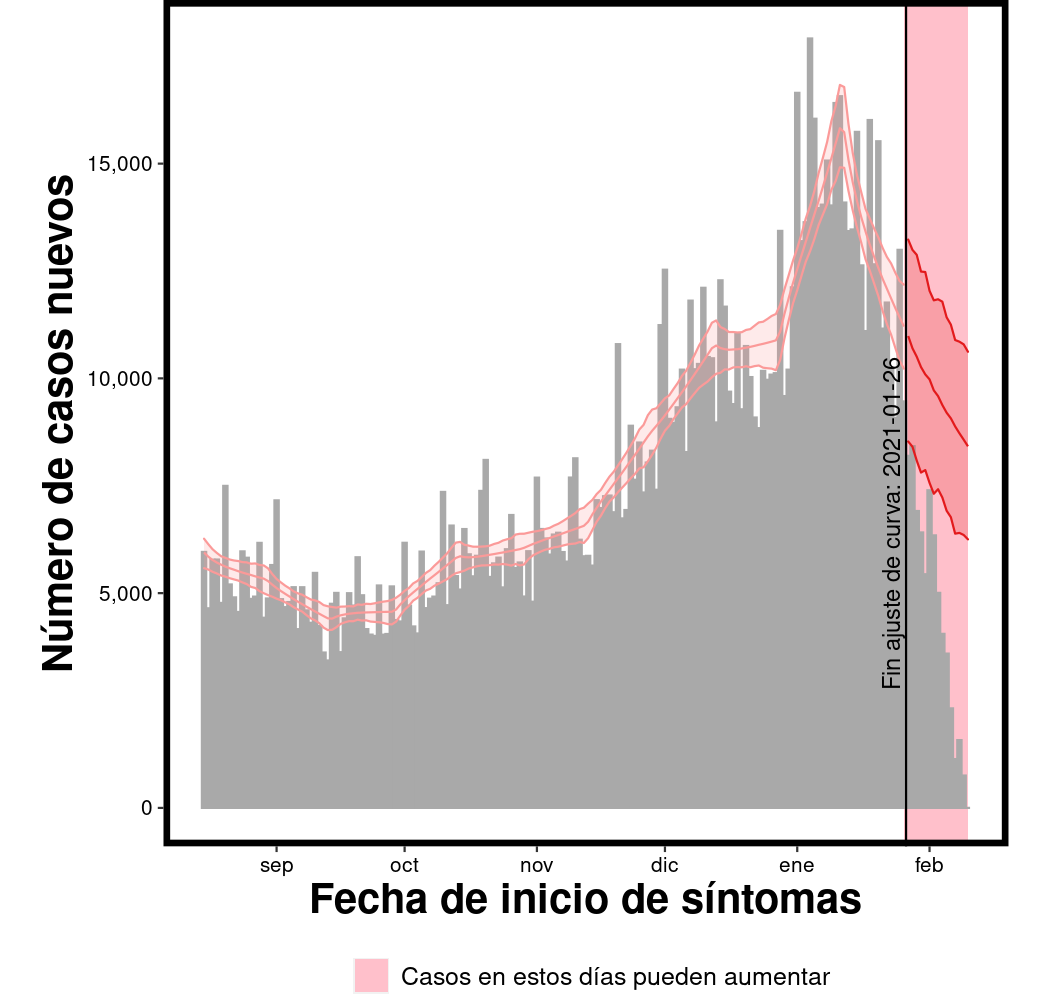 Número de casos nuevos
15,000
10,000
5,000
0
Fin ajuste de curva: 2021-01-26
sep oct nov dic ene feb
Fecha de inicio de síntomas
Casos en estos días pueden aumentar